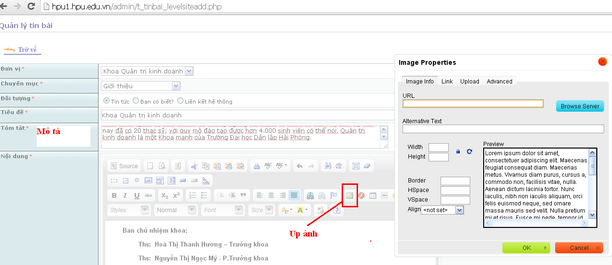 hpu1.hpu.edu.vn/admin/t_tinbai_levelsiteadd.php
Quản lý tin bài
Trở về
Đơn vị * Khoa Quản trị kinh doanh
Chuyên mục * Giới thiệu
Đối tượng * Tin tức Bạn có biết? Liên kết hệ thống
Tiêu đề * Khoa Quản trị kinh doanh
Tóm tắt * Mô tả
này đã có 20 thạc sĩ; với quy mô đào tạo được hơn 4.000 sinh viên có thể nói, Quản trị
kinh doanh là một Khoa mạnh của Trường Đại học Dân lập Hải Phòng.
Nội dung *
Source
B I U abc X₂ X²
Styles Normal Font Size
Ban chủ nhiệm khoa:
Ths: Hoà Thị Thanh Hương – Trưởng khoa
Ths: Nguyễn Thị Ngọc Mỹ - P.Trưởng khoa
Up ảnh
Image Properties
Image Info Link Upload Advanced
URL
Browse Server
Alternative Text
Width
Height
Border
HSpace
VSpace
Align <not set>
Preview
Lorem ipsum dolor sit amet,
consectetuer adipiscing elit. Maecenas
feugiat consequat diam. Maecenas
metus. Vivamus diam purus, cursus a,
commodo non, facilisis vitae, nulla.
Aenean dictum lacinia tortor. Nunc
iaculis, nibh non iaculis aliquam, orci
felis euismod neque, sed ornare
massa mauris sed velit. Nulla pretium
mi et risus. Fusce mi pede, tempor id
OK Cancel